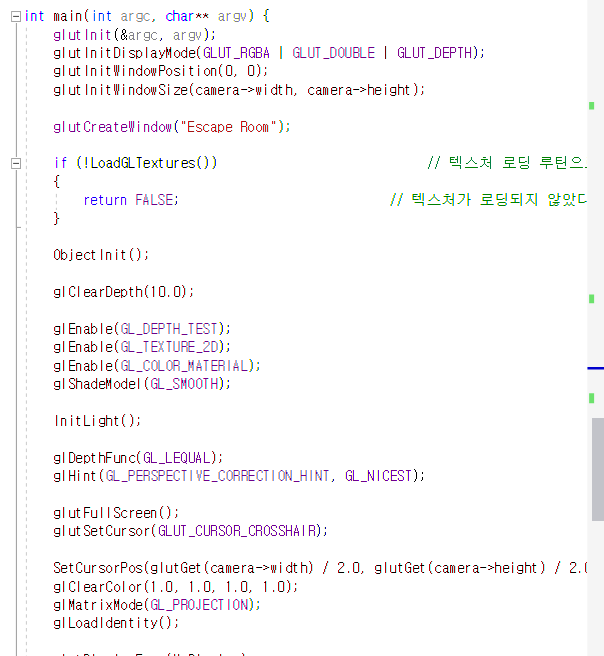 int main(int argc, char** argv) {
glutInit(&argc, argv);
glutInitDisplayMode(GLUT_RGBA | GLUT_DOUBLE | GLUT_DEPTH);
glutInitWindowPosition(0, 0);
glutInitWindowSize(camera->width, camera->height);
glutCreateWindow("Escape Room");
if (!LoadGLTextures()) // 텍스처 로딩 루틴으
{
return FALSE; // 텍스처가 로딩되지 않았다
}
ObjectInit();
glClearDepth(10.0);
glEnable(GL_DEPTH_TEST);
glEnable(GL_TEXTURE_2D);
glEnable(GL_COLOR_MATERIAL);
glShadeModel(GL_SMOOTH);
InitLight();
glDepthFunc(GL_LEQUAL);
glHint(GL_PERSPECTIVE_CORRECTION_HINT, GL_NICEST);
glutFullScreen();
glutSetCursor(GLUT_CURSOR_CROSSHAIR);
SetCursorPos(glutGet(camera->width) / 2.0, glutGet(camera->height) / 2.0
glClearColor(1.0, 1.0, 1.0, 1.0);
glMatrixMode(GL_PROJECTION);
glLoadIdentity();